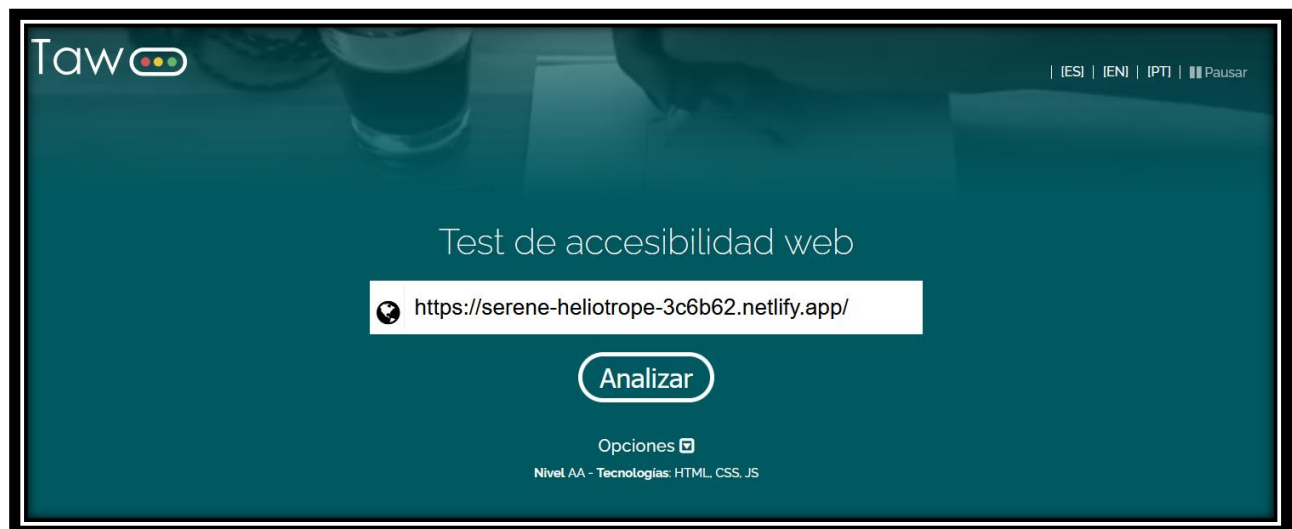 Taw
| [ES] | [EN] | [PT] | Pausar
Test de accesibilidad web
https://serene-heliotrope-3c6b62.netlify.app/
Analizar
Opciones
Nivel AA - Tecnologías: HTML, CSS, JS